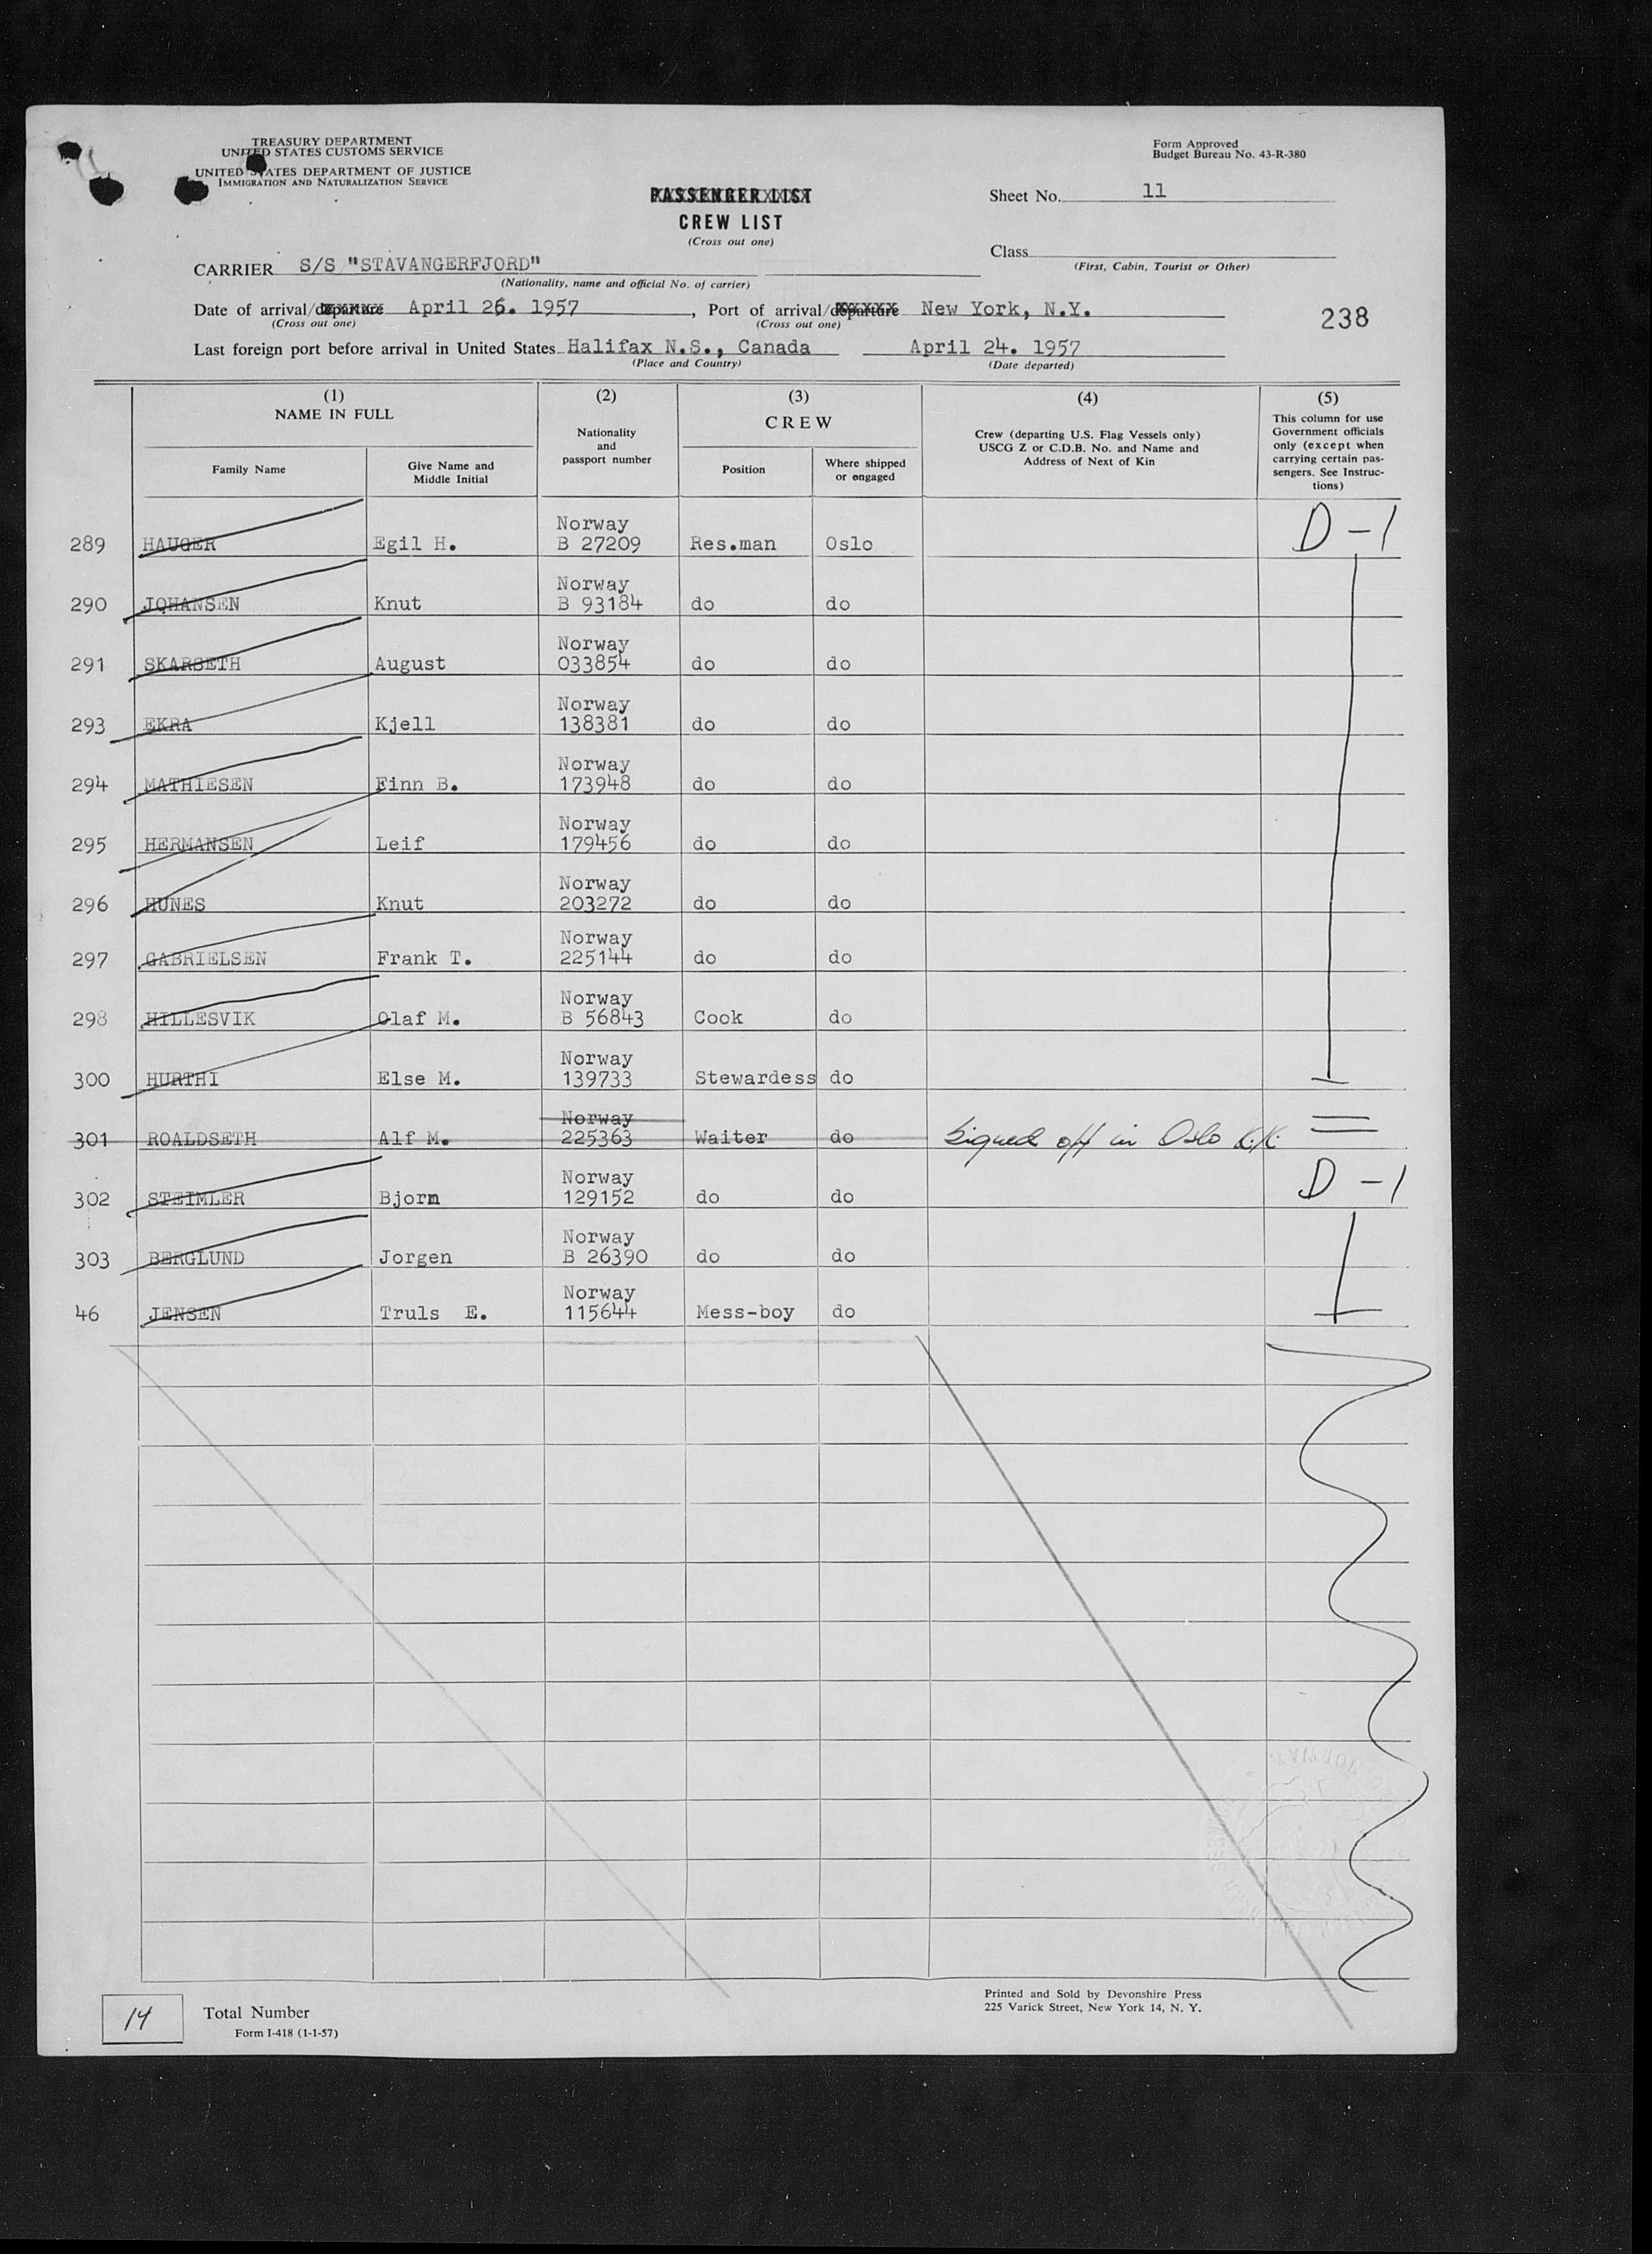 TREASURY DEPARTMENT
UNITED STATES CUSTOMS SERVICE
UNITED STATES DEPARTMENT OF JUSTICE
IMMIGRATION AND NATURALIZATION SERVICE
Form Approved
Budget Bureau No. 43-R-380
PASSENGER LIST
CREW LIST
(Cross out one)
Sheet No. 11
Class
(First, Cabin, Tourist or Other)
CARRIER S/S "STAVANGERFJORD"
(Nationality, name and official No. of carrier)
Date of arrival/departure April 26. 1957, Port of arrival/departure New York, N.Y.
(Cross out one) (Cross out one)
238
Last foreign port before arrival in United States Halifax N.S., Canada April 24. 1957
(Place and Country) (Date departed)
(1) (2) (3) (4) (5)
NAME IN FULL
Family Name
Give Name and
Middle Initial
Nationality
and
passport number
CREW
Position
Where shipped
or engaged
Crew (departing U.S. Flag Vessels only)
USCG Z or C.D.B. No. and Name and
Address of Next of Kin
This column for use
Government officials
only (except when
carrying certain pas-
sengers. See Instruc-
tions)
Norway
289 HAUGER Egil H. B 27209 Res.man Oslo D-1
Norway
290 JOHANSEN Knut B 93184 do do
Norway
291 SKARSETH August 033854 do do
Norway
293 EKRA Kjell 138381 do do
Norway
294 MATHIESEN Finn B. 173948 do do
Norway
295 HERMANSEN Leif 179456 do do
Norway
296 HUNES Knut 203272 do do
Norway
297 GABRIELSEN Frank T. 225144 do do
Norway
298 HILLESVIK Olaf M. B 56843 Cook do
Norway
300 HURTHI Else M. 139733 Stewardess do
Norway
301 ROALDSETH Alf M. 225363 Waiter do Signed off in Oslo
Norway
302 STEIMLER Bjorn 129152 do do D-1
Norway
303 BERGLUND Jorgen B 26390 do do
Norway
46 JENSEN Truls E. 115644 Mess-boy do
14 Total Number
Form I-418 (1-1-57)
Printed and Sold by Devonshire Press
225 Varick Street, New York 14, N. Y.